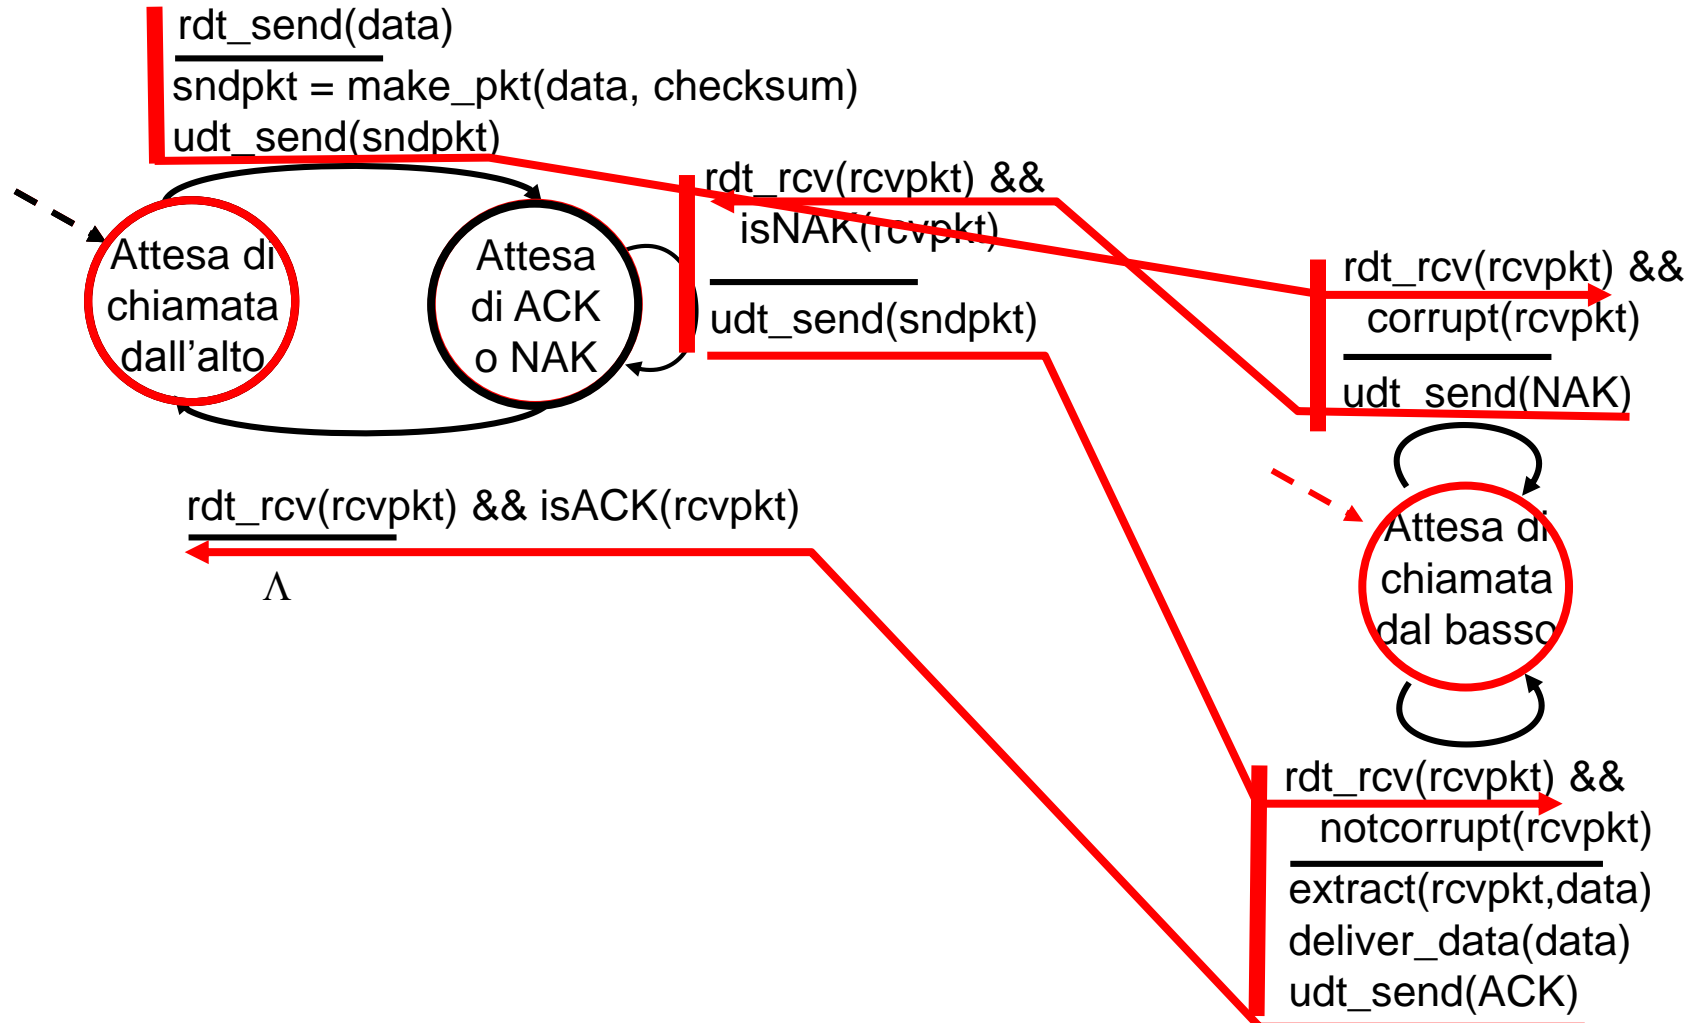 rdt_send(data)
sndpkt = make_pkt(data, checksum)
udt_send(sndpkt)
Attesa di
chiamata
dall’alto
Attesa
di ACK
o NAK
rdt_rcv(rcvpkt) &&
isNAK(rcvpkt)
udt_send(sndpkt)
rdt_rcv(rcvpkt) && isACK(rcvpkt)
Λ
rdt_rcv(rcvpkt) &&
corrupt(rcvpkt)
udt_send(NAK)
Attesa di
chiamata
dal basso
rdt_rcv(rcvpkt) &&
notcorrupt(rcvpkt)
extract(rcvpkt,data)
deliver_data(data)
udt_send(ACK)